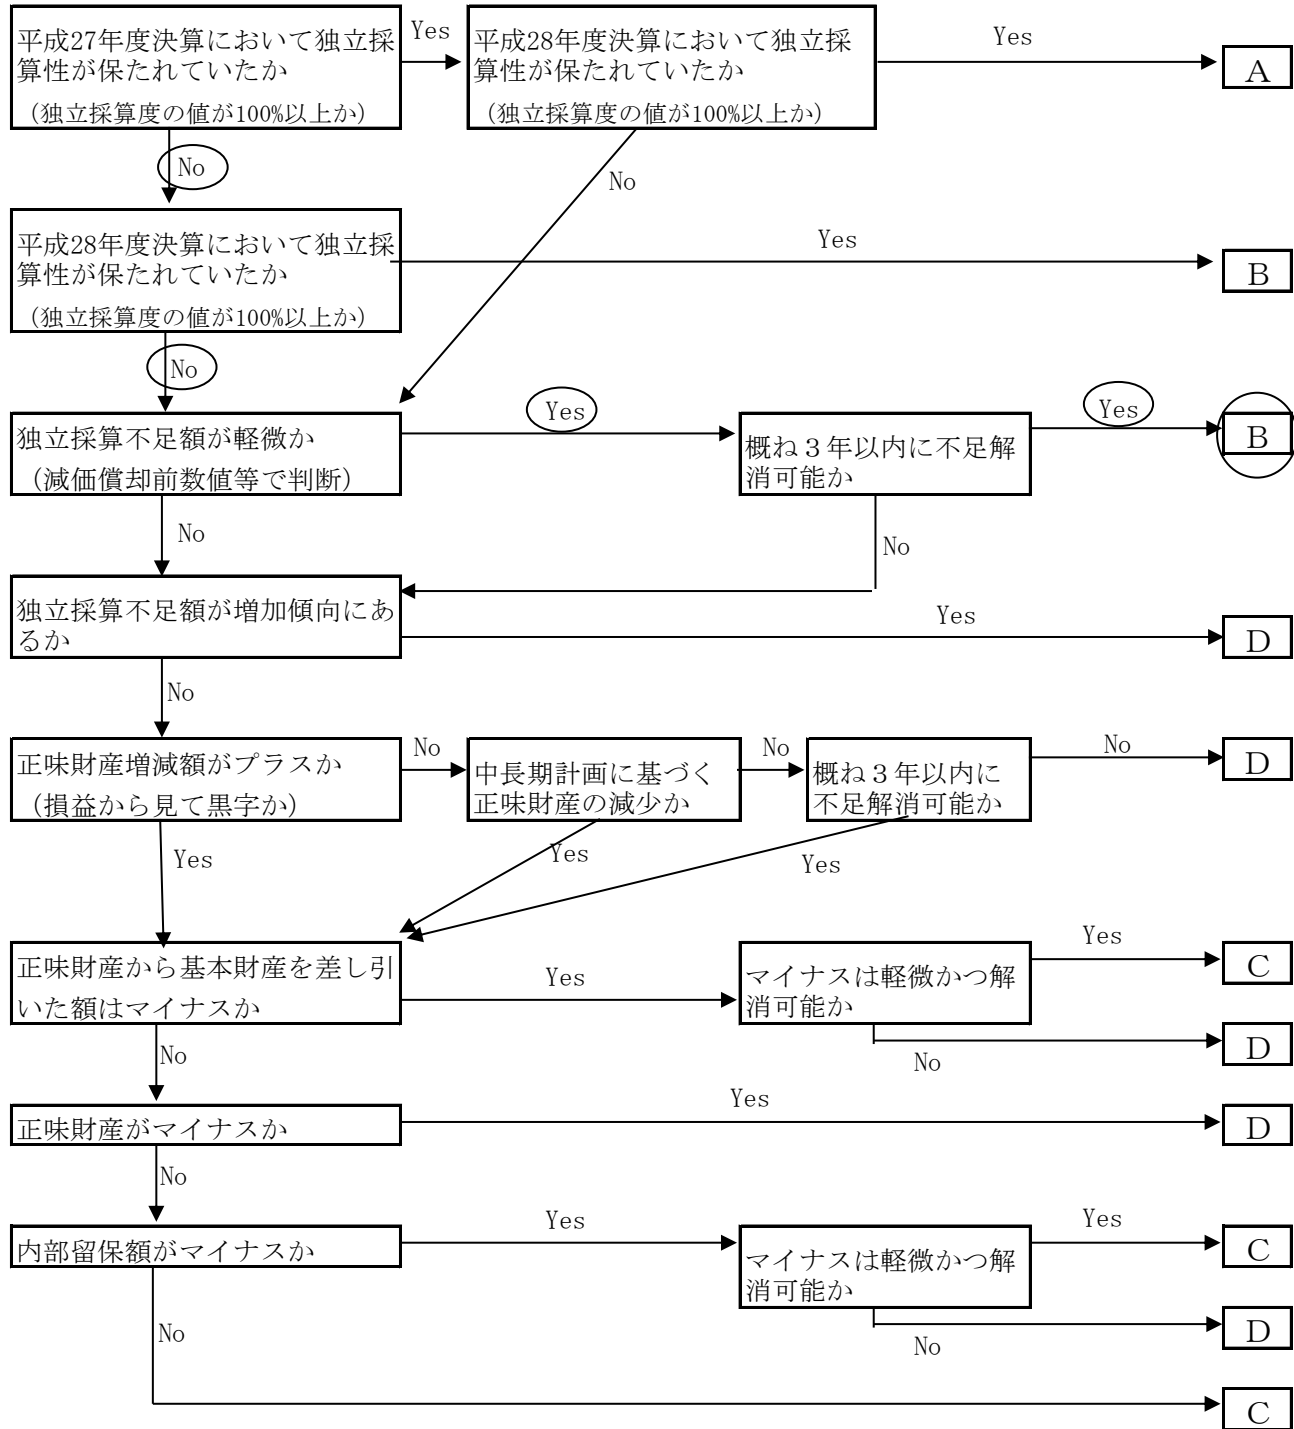 平成27年度決算において独立採
算性が保たれていたか
（独立採算度の値が100%以上か）
Yes
平成28年度決算において独立採
算性が保たれていたか
（独立採算度の値が100%以上か）
Yes
A
No
No
平成28年度決算において独立採
算性が保たれていたか
（独立採算度の値が100%以上か）
Yes
B
No
独立採算不足額が軽微か
（減価償却前数値等で判断）
Yes
概ね３年以内に不足解
消可能か
Yes
B
No
No
独立採算不足額が増加傾向にあ
るか
Yes
D
No
正味財産増減額がプラスか
（損益から見て黒字か）
No
中長期計画に基づく
正味財産の減少か
No
概ね３年以内に
不足解消可能か
No
D
Yes
Yes
Yes
正味財産から基本財産を差し引
いた額はマイナスか
Yes
マイナスは軽微かつ解
消可能か
Yes
C
No
D
No
正味財産がマイナスか
Yes
D
No
内部留保額がマイナスか
Yes
マイナスは軽微かつ解
消可能か
Yes
C
No
D
No
C